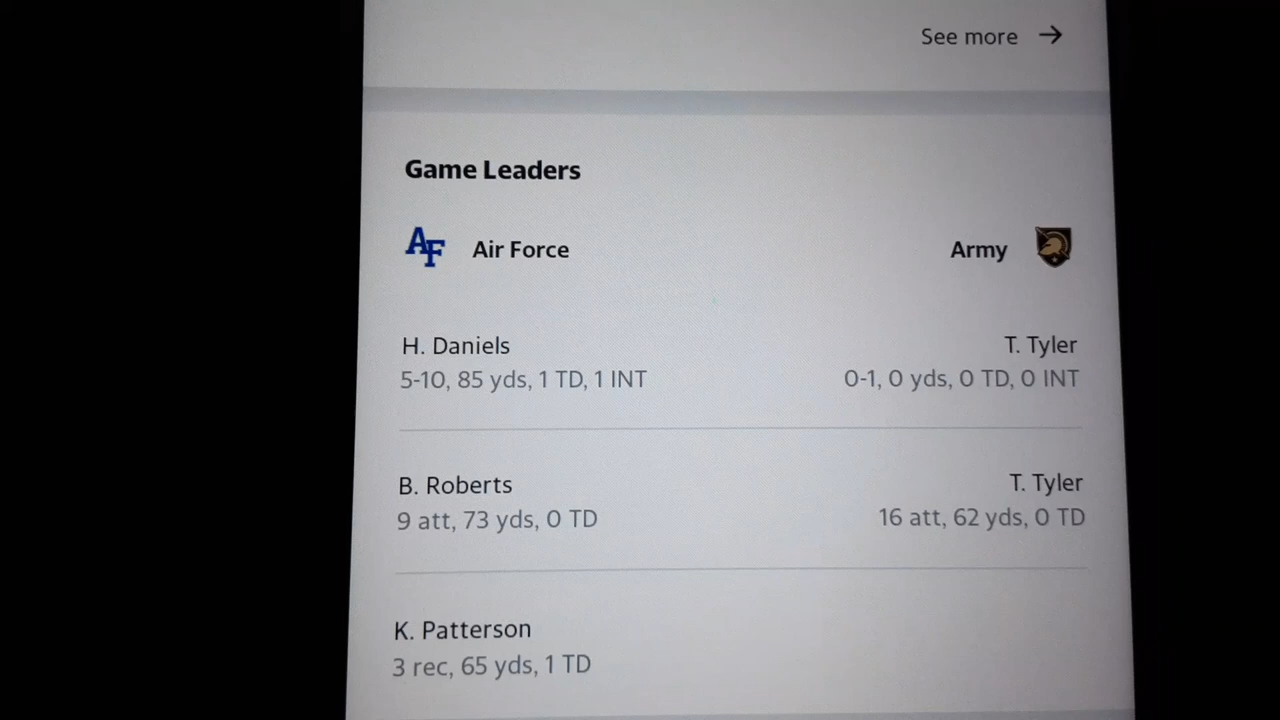 See more →
Game Leaders
AF Air Force Army
H. Daniels T. Tyler
5-10, 85 yds, 1 TD, 1 INT 0-1, 0 yds, 0 TD, 0 INT
B. Roberts T. Tyler
9 att, 73 yds, 0 TD 16 att, 62 yds, 0 TD
K. Patterson
3 rec, 65 yds, 1 TD